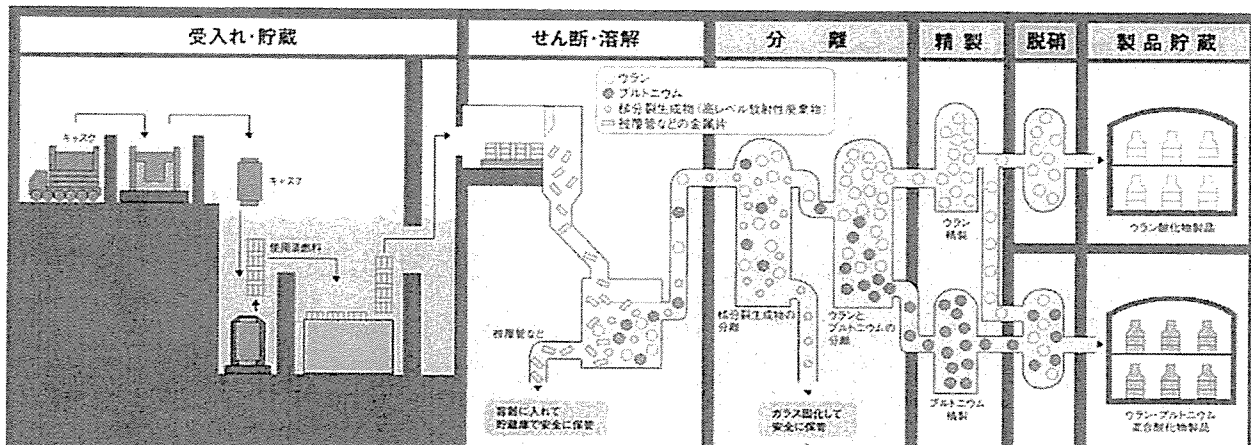 受入れ・貯蔵
せん断・溶解
分離
精製
脱硝
製品貯蔵
ウラン
プルトニウム
核分裂生成物(高レベル放射性廃棄物)
被覆管などの金属片
キャスク
キャスク
使用済燃料
被覆管など
容器に入れて
貯蔵庫で安全に保管
核分裂生成物の
分離
ガラス固化して
安全に保管
ウランと
プルトニウムの
分離
ウラン
精製
プルトニウム
精製
ウラン酸化物製品
ウラン・プルトニウム
混合酸化物製品